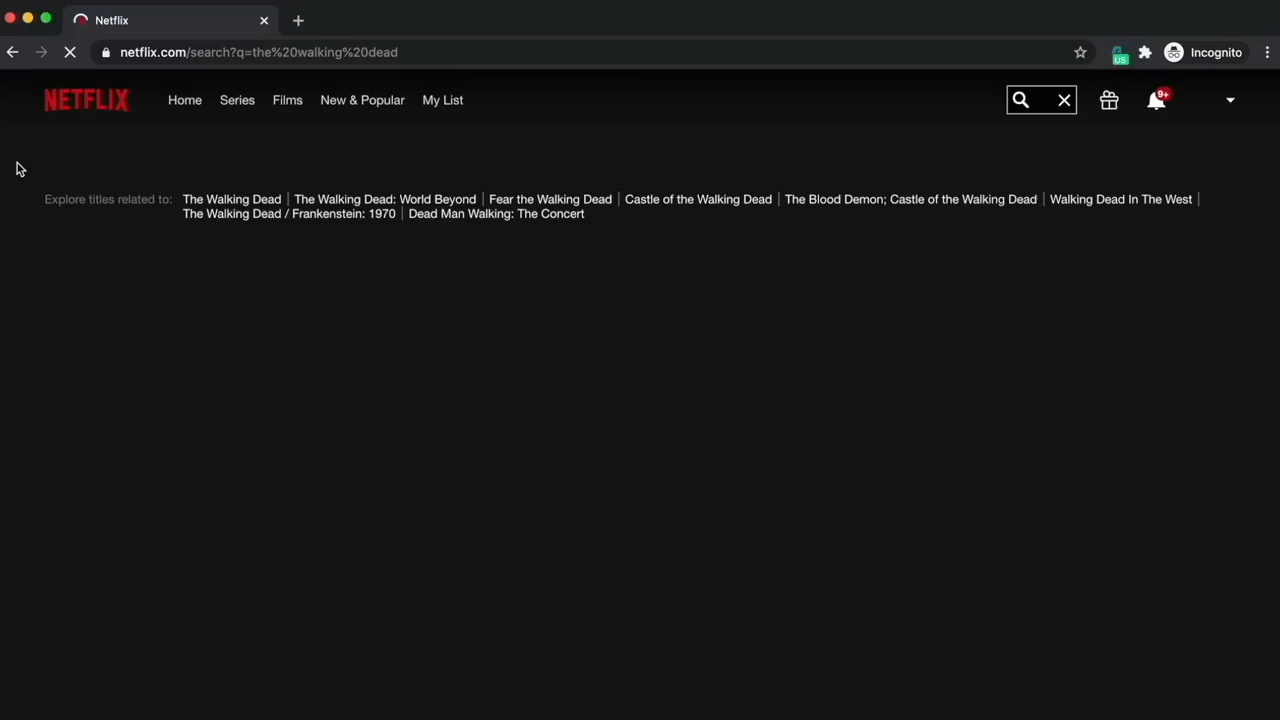 Netflix
netflix.com/search?q=the%20walking%20dead
US
Incognito
NETFLIX
Home
Series
Films
New & Popular
My List
9+
Explore titles related to:
The Walking Dead | The Walking Dead: World Beyond | Fear the Walking Dead | Castle of the Walking Dead | The Blood Demon; Castle of the Walking Dead | Walking Dead In The West |
The Walking Dead / Frankenstein: 1970 | Dead Man Walking: The Concert